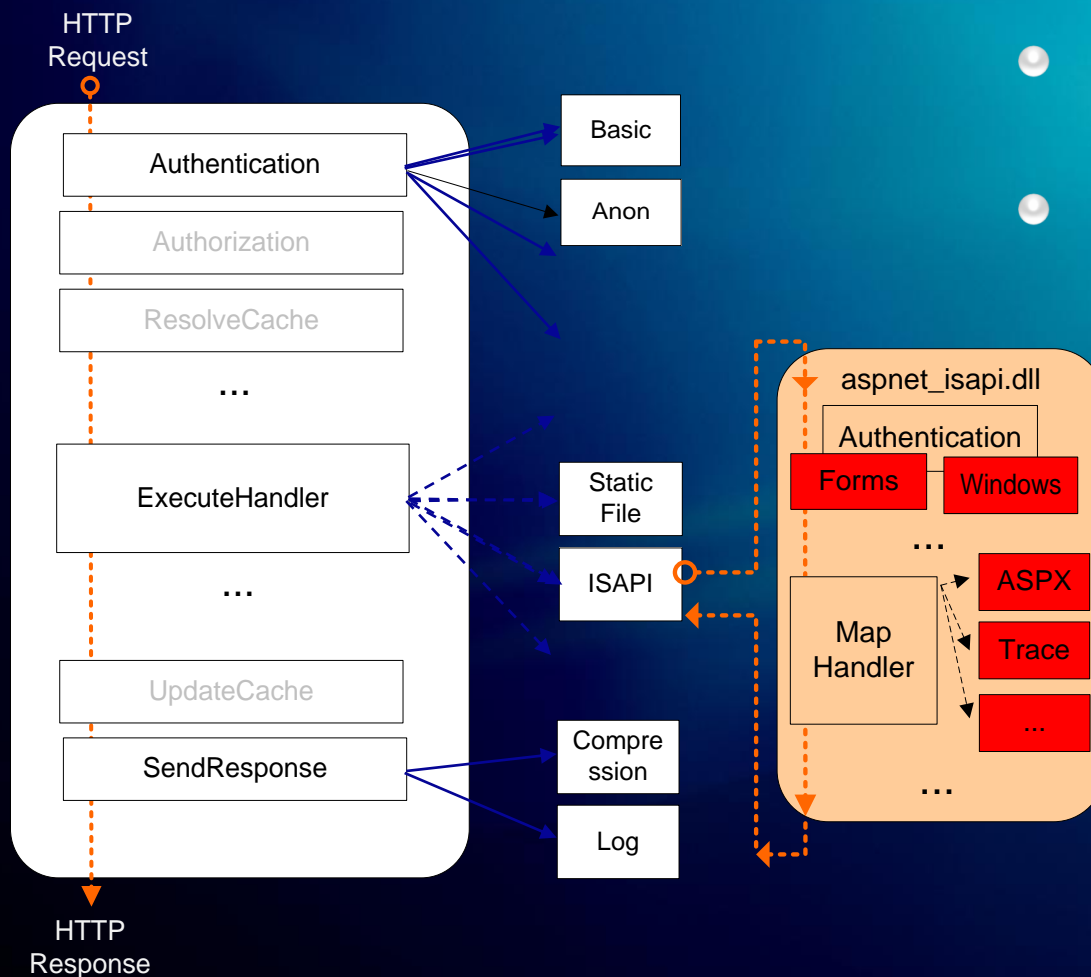 HTTP
Request
Authentication
Authorization
ResolveCache
...
ExecuteHandler
...
UpdateCache
SendResponse
HTTP
Response
Basic
Anon
Static
File
ISAPI
Compre
ssion
Log
aspnet_isapi.dll
Authentication
Forms
Windows
...
Map
Handler
ASPX
Trace
...
...